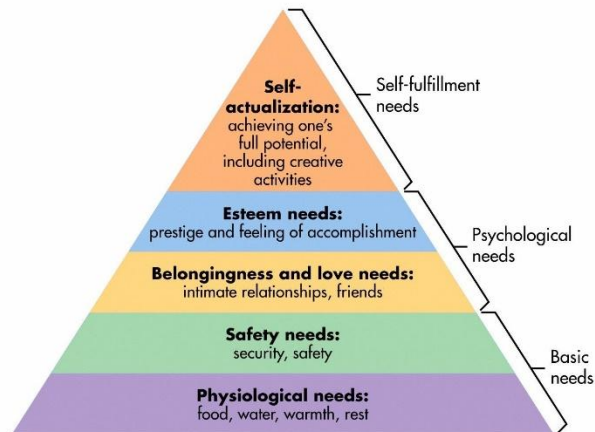 Self-
actualization:
achieving one's
full potential,
including creative
activities
Self-fulfillment
needs
Esteem needs:
prestige and feeling of accomplishment
Psychological
needs
Belongingness and love needs:
intimate relationships, friends
Safety needs:
security, safety
Basic
needs
Physiological needs:
food, water, warmth, rest